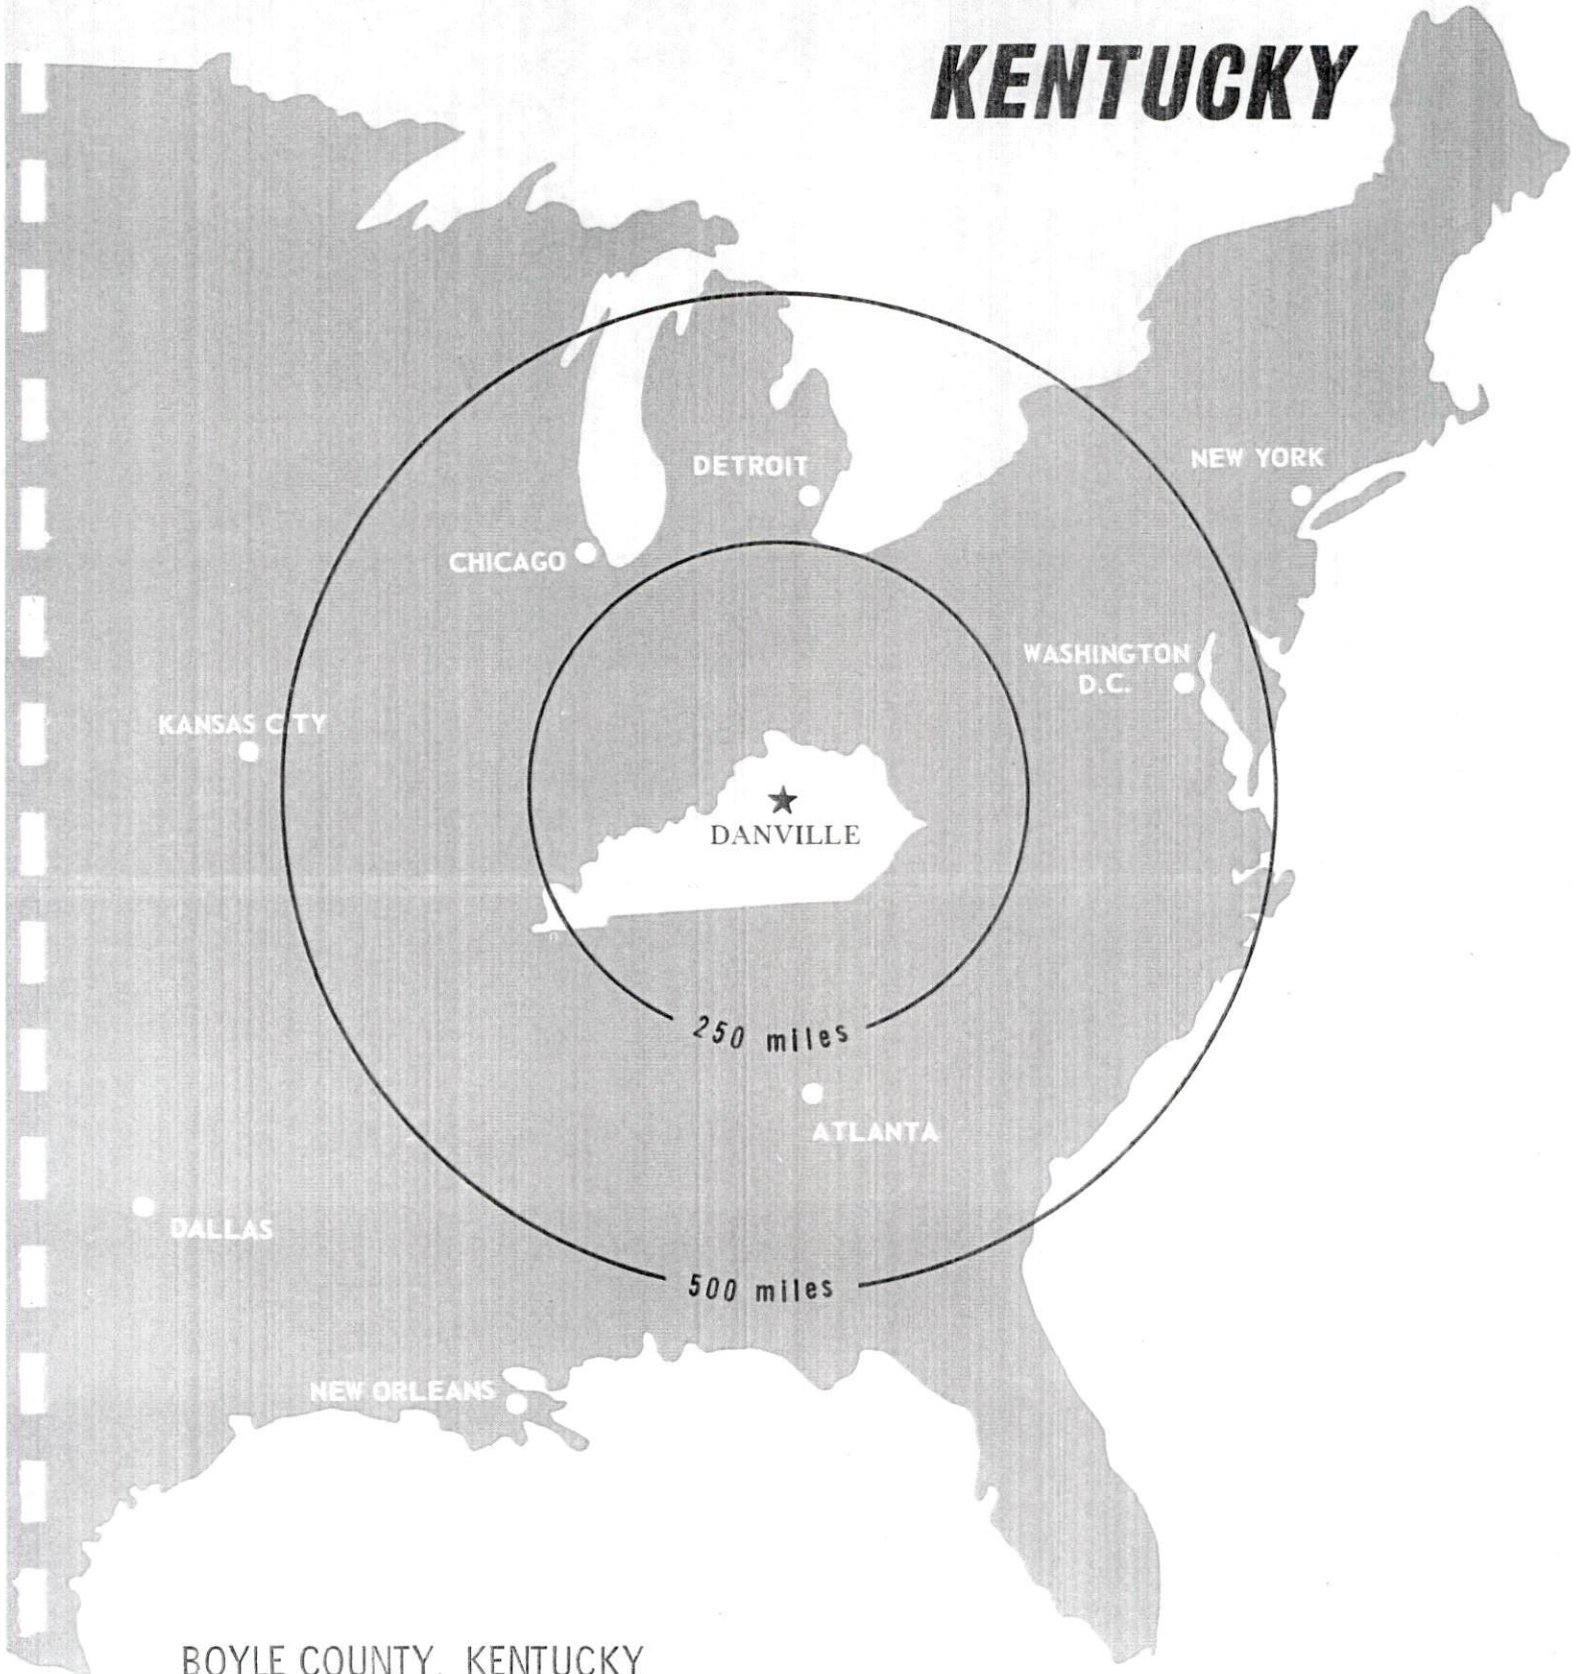 KENTUCKY
DETROIT
NEW YORK
CHICAGO
WASHINGTON
D.C.
KANSAS CITY
DANVILLE
250 miles
ATLANTA
DALLAS
500 miles
NEW ORLEANS
BOYLE COUNTY, KENTUCKY